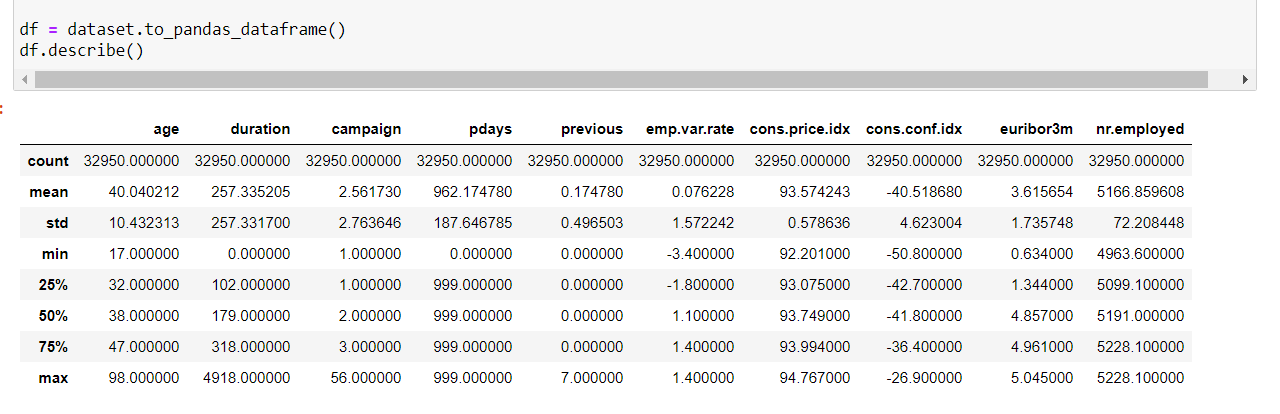 df = dataset.to_pandas_dataframe()
df.describe()
:
age duration campaign pdays previous emp.var.rate cons.price.idx cons.conf.idx euribor3m nr.employed
count 32950.000000 32950.000000 32950.000000 32950.000000 32950.000000 32950.000000 32950.000000 32950.000000 32950.000000 32950.000000
mean 40.040212 257.335205 2.561730 962.174780 0.174780 0.076228 93.574243 -40.518680 3.615654 5166.859608
std 10.432313 257.331700 2.763646 187.646785 0.496503 1.572242 0.578636 4.623004 1.735748 72.208448
min 17.000000 0.000000 1.000000 0.000000 0.000000 -3.400000 92.201000 -50.800000 0.634000 4963.600000
25% 32.000000 102.000000 1.000000 999.000000 0.000000 -1.800000 93.075000 -42.700000 1.344000 5099.100000
50% 38.000000 179.000000 2.000000 999.000000 0.000000 1.100000 93.749000 -41.800000 4.857000 5191.000000
75% 47.000000 318.000000 3.000000 999.000000 0.000000 1.400000 93.994000 -36.400000 4.961000 5228.100000
max 98.000000 4918.000000 56.000000 999.000000 7.000000 1.400000 94.767000 -26.900000 5.045000 5228.100000